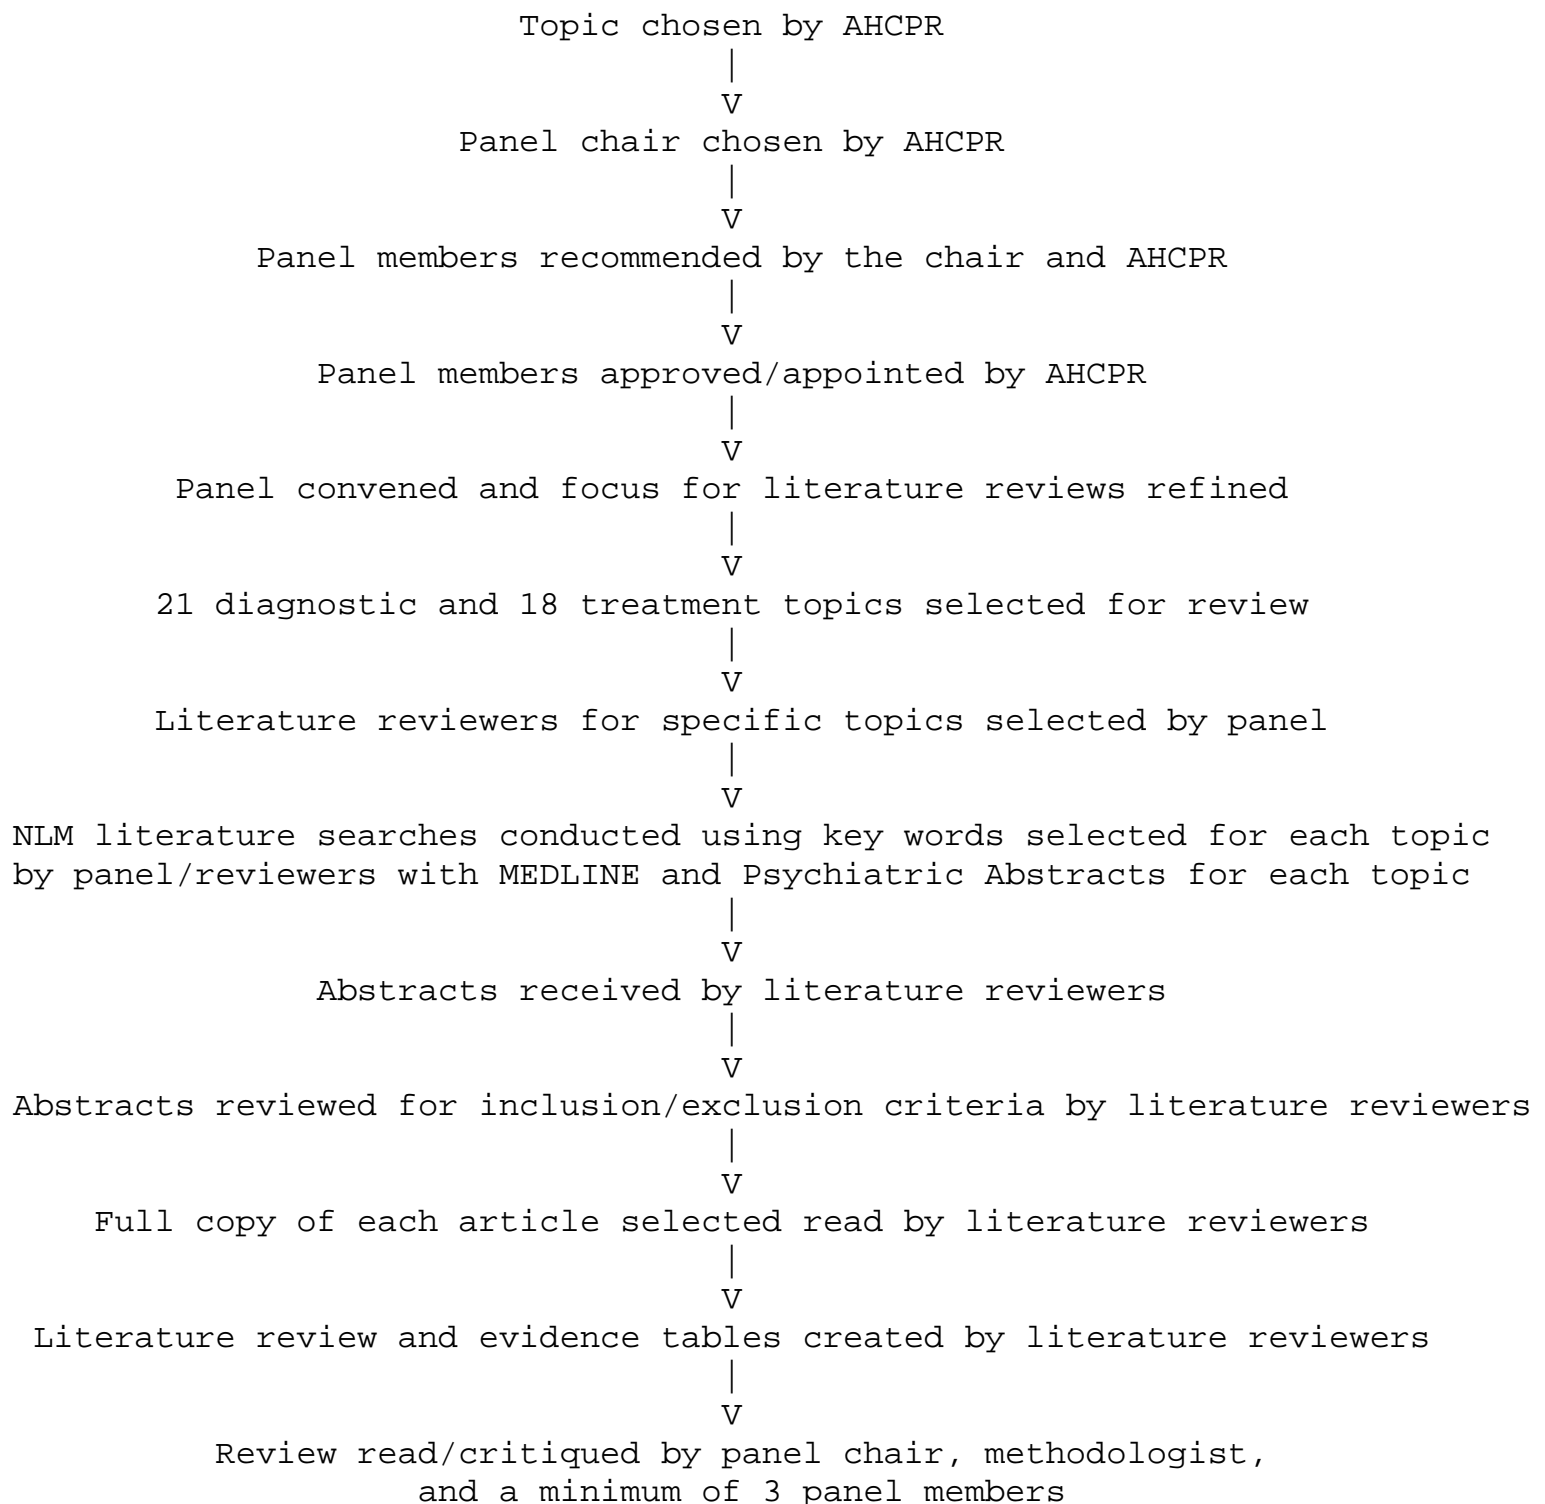 Topic chosen by AHCPR
|
V
Panel chair chosen by AHCPR
|
V
Panel members recommended by the chair and AHCPR
|
V
Panel members approved/appointed by AHCPR
|
V
Panel convened and focus for literature reviews refined
|
V
21 diagnostic and 18 treatment topics selected for review
|
V
Literature reviewers for specific topics selected by panel
|
V
NLM literature searches conducted using key words selected for each topic
by panel/reviewers with MEDLINE and Psychiatric Abstracts for each topic
|
V
Abstracts received by literature reviewers
|
V
Abstracts reviewed for inclusion/exclusion criteria by literature reviewers
|
V
Full copy of each article selected read by literature reviewers
|
V
Literature review and evidence tables created by literature reviewers
|
V
Review read/critiqued by panel chair, methodologist,
and a minimum of 3 panel members